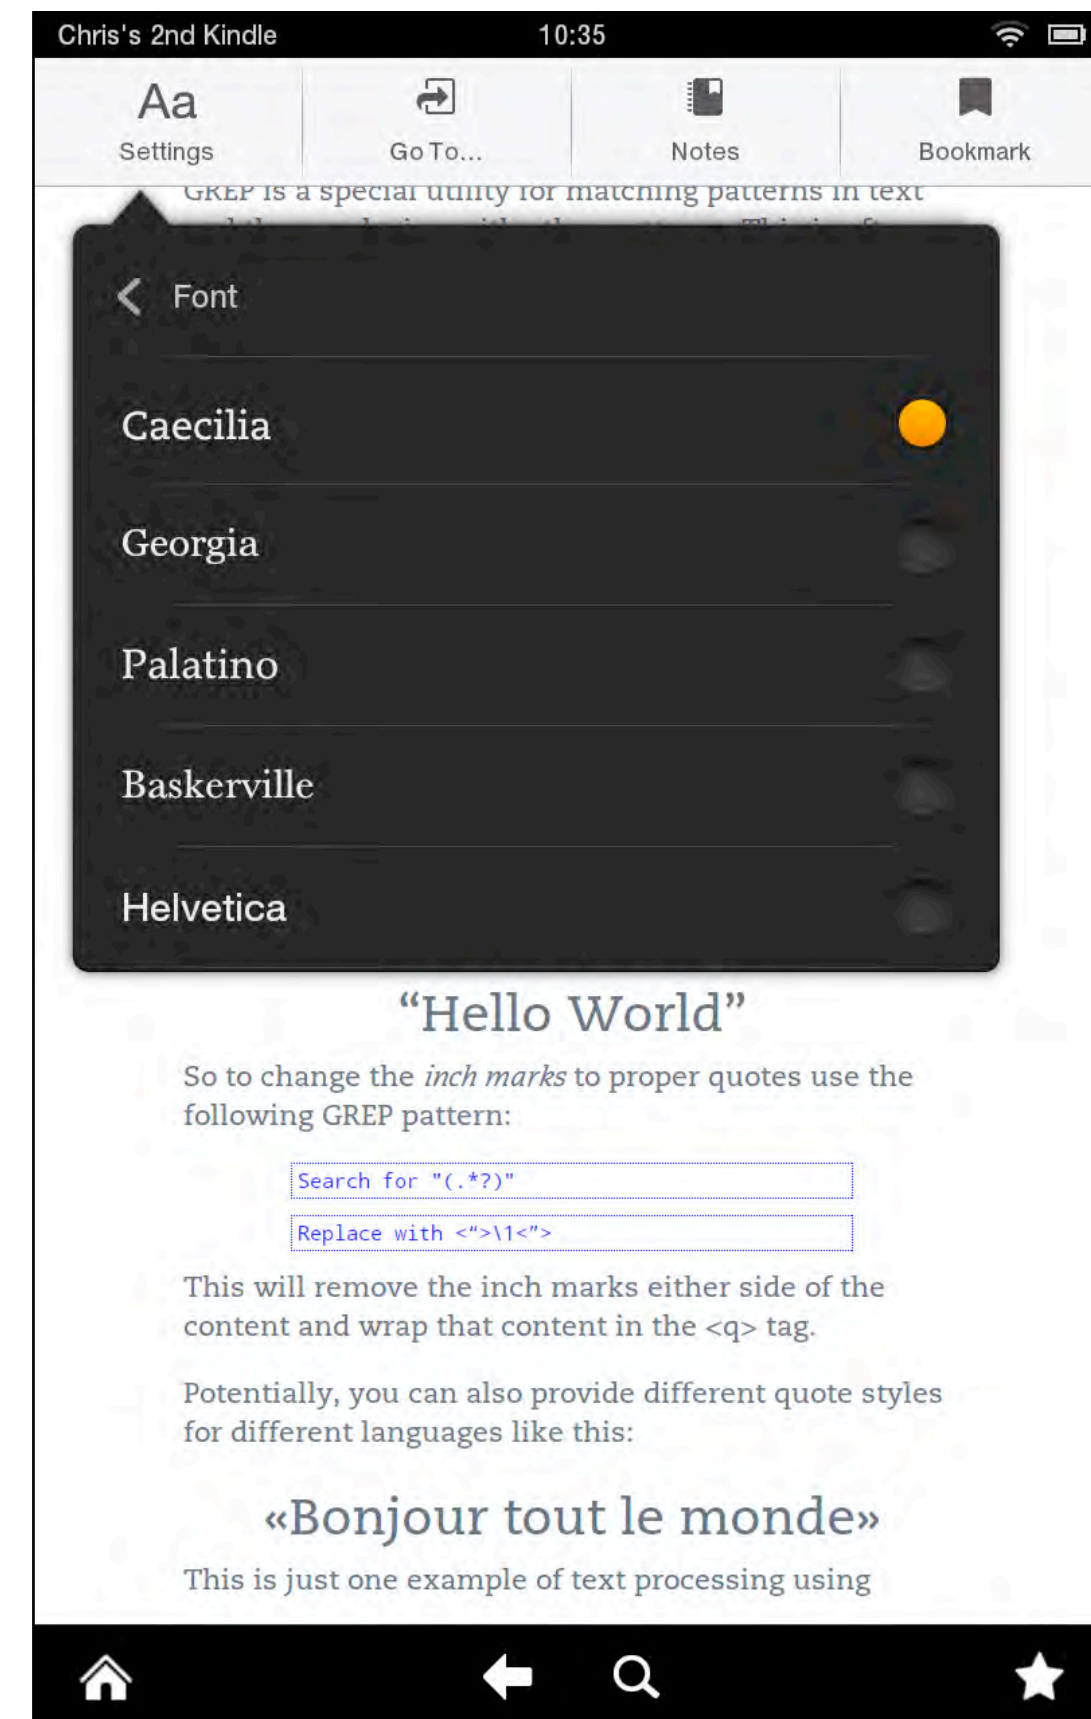 Chris's 2nd Kindle 10:35
Aa
Settings Go To... Notes Bookmark
GREP is a special utility for matching patterns in text
Font
Caecilia
Georgia
Palatino
Baskerville
Helvetica
“Hello World”
So to change the inch marks to proper quotes use the
following GREP pattern:
Search for "(.*?)"
Replace with <“>\1<”>
This will remove the inch marks either side of the
content and wrap that content in the <q> tag.
Potentially, you can also provide different quote styles
for different languages like this:
«Bonjour tout le monde»
This is just one example of text processing using